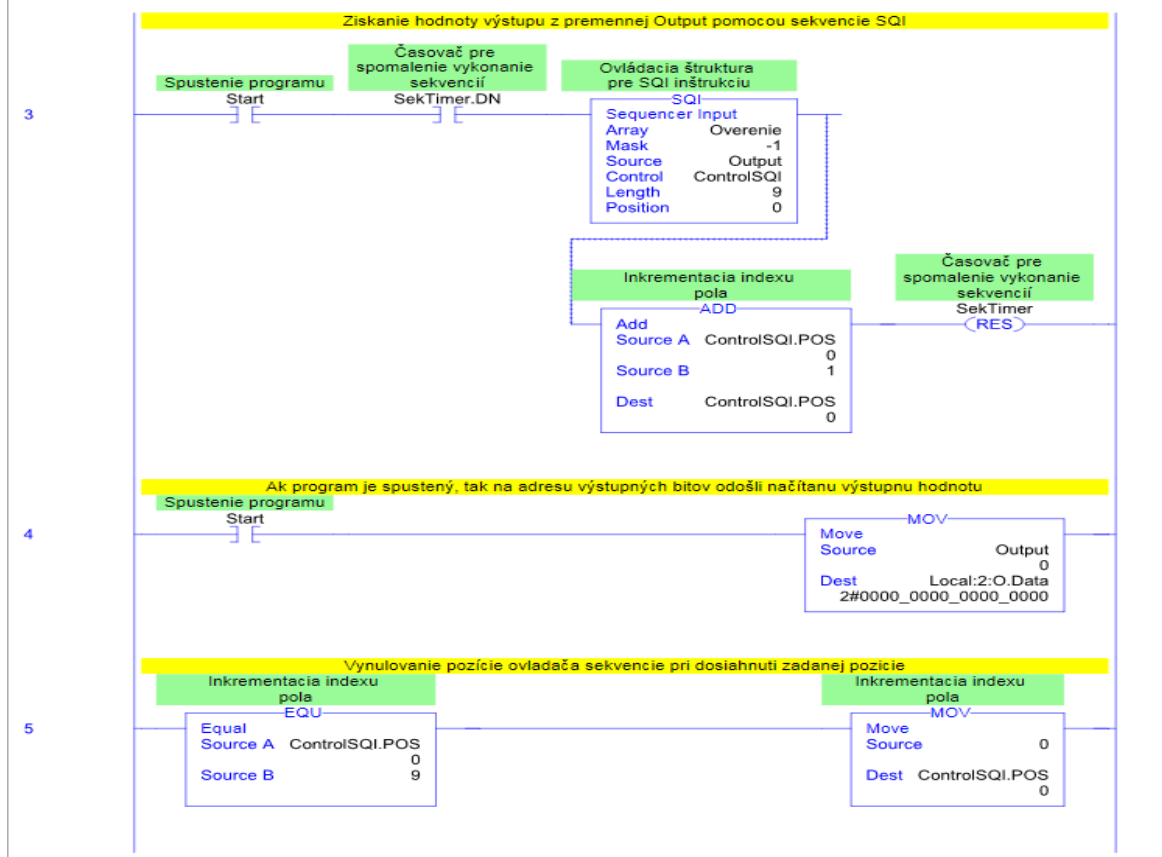 Ziskanie hodnoty výstupu z premennej Output pomocou sekvencie SQI
3
Spustenie programu
Start
Časovač pre
spomalenie vykonanie
sekvencií
SekTimer.DN
Ovládacia štruktura
pre SQI inštrukciu
SQI
Sequencer Input
Array Overenie
Mask -1
Source Output
Control ControlSQI
Length 9
Position 0
Inkrementacia indexu
pola
ADD
Add
Source A ControlSQI.POS
0
Source B 1
Dest ControlSQI.POS
0
Časovač pre
spomalenie vykonanie
sekvencií
SekTimer
RES
Ak program je spustený, tak na adresu výstupných bitov odošli načítanu výstupnu hodnotu
4
Spustenie programu
Start
MOV
Move
Source Output
0
Dest Local:2:O.Data
2#0000_0000_0000_0000
Vynulovanie pozície ovladača sekvencie pri dosiahnuti zadanej pozicie
5
Inkrementacia indexu
pola
EQU
Equal
Source A ControlSQI.POS
0
Source B 9
Inkrementacia indexu
pola
MOV
Move
Source 0
Dest ControlSQI.POS
0